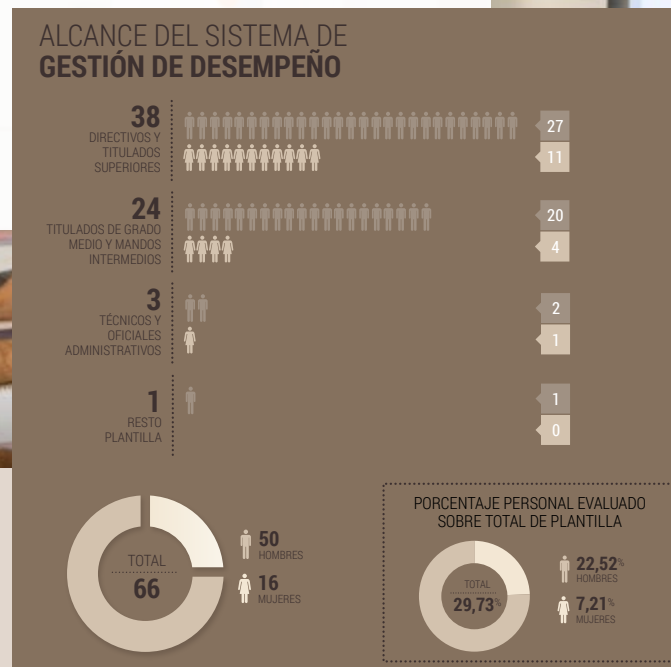 ALCANCE DEL SISTEMA DE
GESTIÓN DE DESEMPEÑO
38
DIRECTIVOS Y
TITULADOS
SUPERIORES
27
11
24
TITULADOS DE GRADO
MEDIO Y MANDOS
INTERMEDIOS
20
4
3
TÉCNICOS Y
OFICIALES
ADMINISTRATIVOS
2
1
1
RESTO
PLANTILLA
1
0
TOTAL
66
50
HOMBRES
16
MUJERES
PORCENTAJE PERSONAL EVALUADO
SOBRE TOTAL DE PLANTILLA
TOTAL
29,73%
22,52%
HOMBRES
7,21%
MUJERES